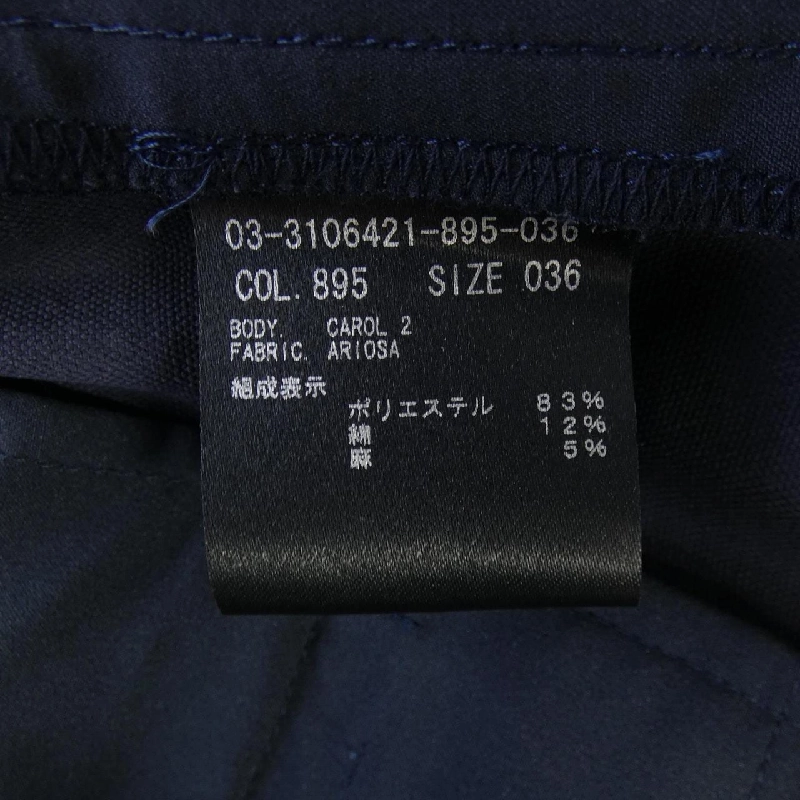 03-3106421-895-036
COL. 895 SIZE 036
BODY. CAROL 2
FABRIC. ARIOSA
組成表示
ポリエステル 83%
綿 12%
麻 5%